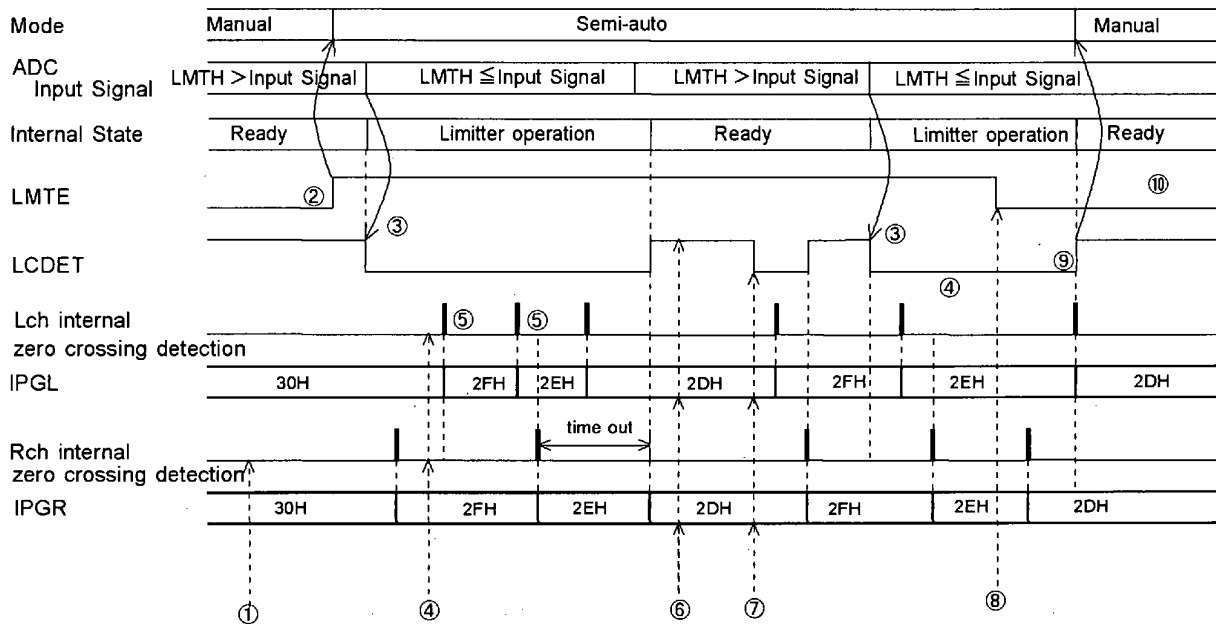 Mode Manual Semi-auto Manual
ADC
Input Signal LMTH >Input Signal LMTH ≦Input Signal LMTH >Input Signal LMTH ≦Input Signal
Internal State Ready Limitter operation Ready Limitter operation Ready
LMTE ② ⑩
③ ③
LCDET ④ ⑨
Lch internal ⑤ ⑤
zero crossing detection
IPGL 30H 2FH 2EH 2DH 2FH 2EH 2DH
Rch internal time out
zero crossing detection
IPGR 30H 2FH 2EH 2DH 2FH 2EH 2DH
① ④ ⑥ ⑦ ⑧